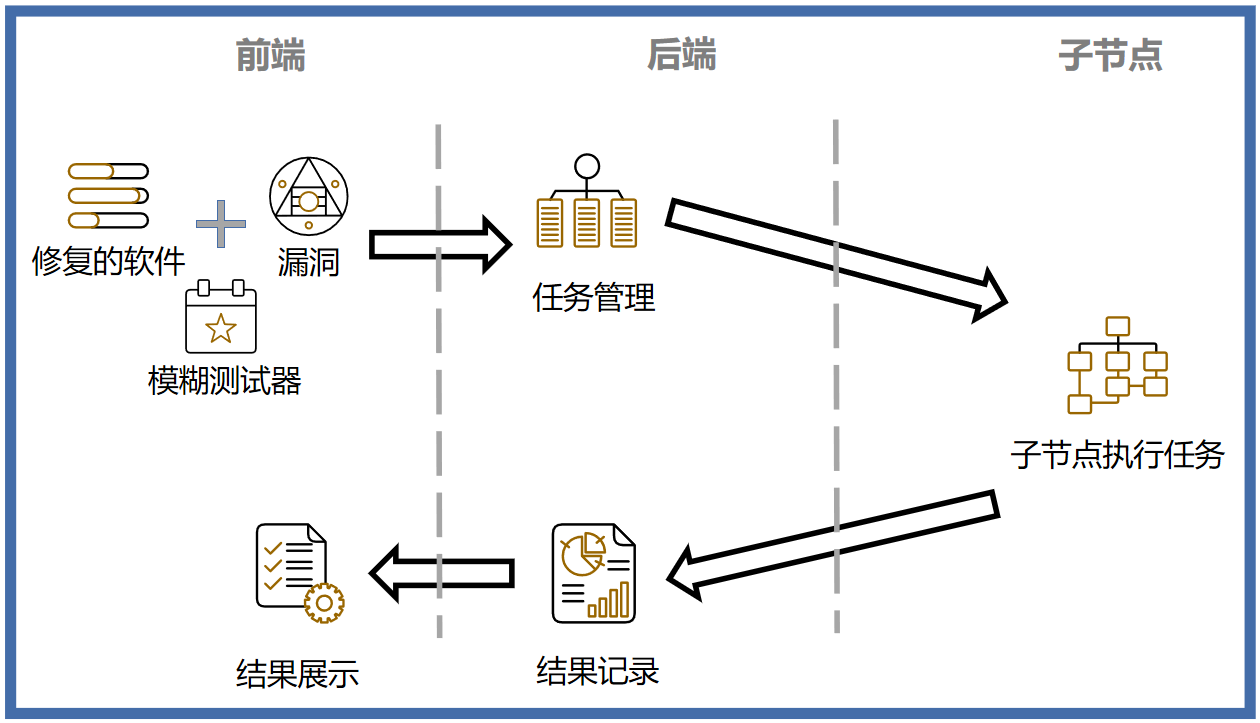 前端
后端
子节点
修复的软件
漏洞
模糊测试器
任务管理
子节点执行任务
结果记录
结果展示